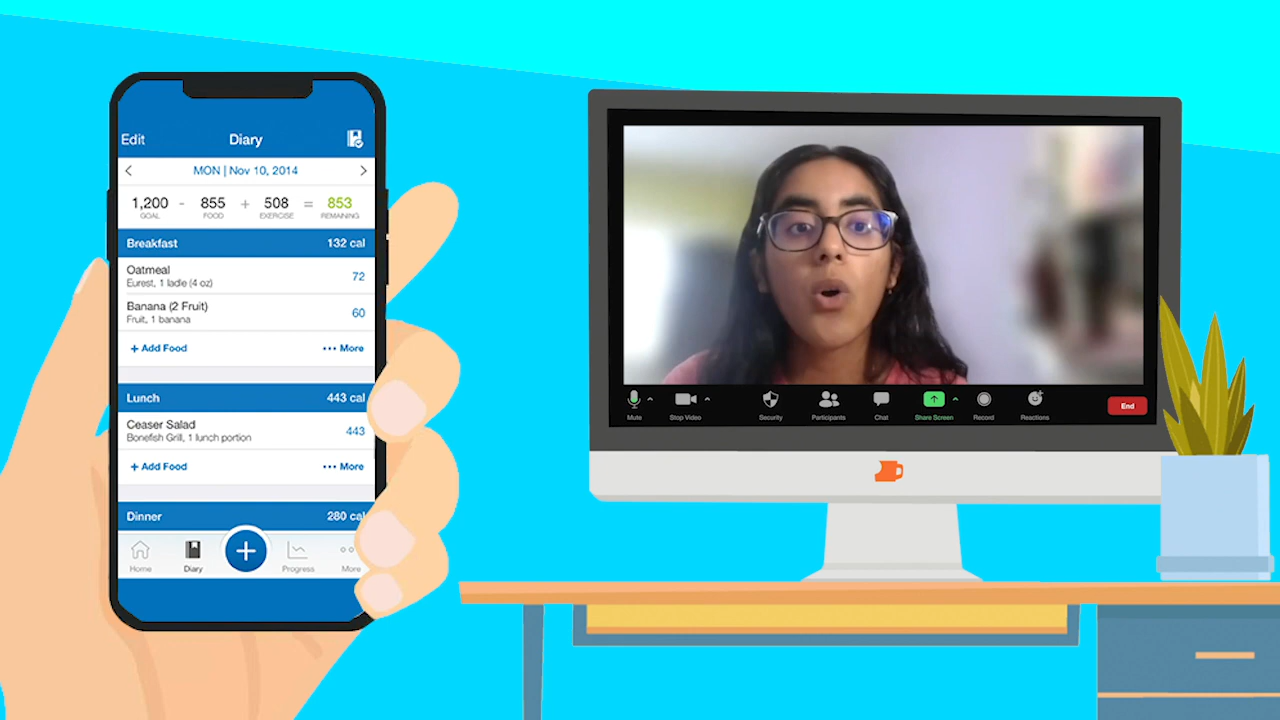 Edit Diary
MON | Nov 10, 2014
1,200 - 855 + 508 = 853
GOAL FOOD EXERCISE REMAINING
Breakfast 132 cal
Oatmeal
Eurest, 1 ladle (4 oz)
72
Banana (2 Fruit)
Fruit, 1 banana
60
+ Add Food ••• More
Lunch 443 cal
Ceaser Salad
Bonefish Grill, 1 lunch portion
443
+ Add Food ••• More
Dinner 280 cal
Home Diary Progress More
Mute Stop Video Security Participants Chat Share Screen Record Reactions End